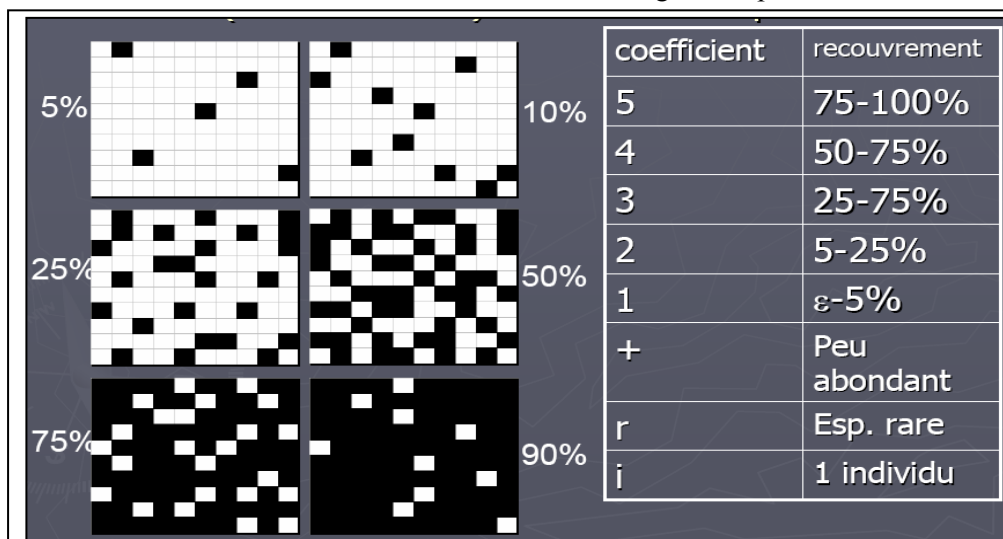 5%
10%
25%
50%
75%
90%
coefficient recouvrement
5 75-100%
4 50-75%
3 25-75%
2 5-25%
1 ε-5%
+ Peu
abondant
r Esp. rare
i 1 individu